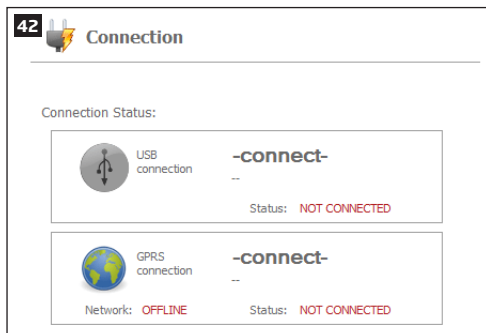 42
Connection
Connection Status:
USB
connection
-connect-
--
Status: NOT CONNECTED
GPRS
connection
-connect-
--
Network: OFFLINE Status: NOT CONNECTED